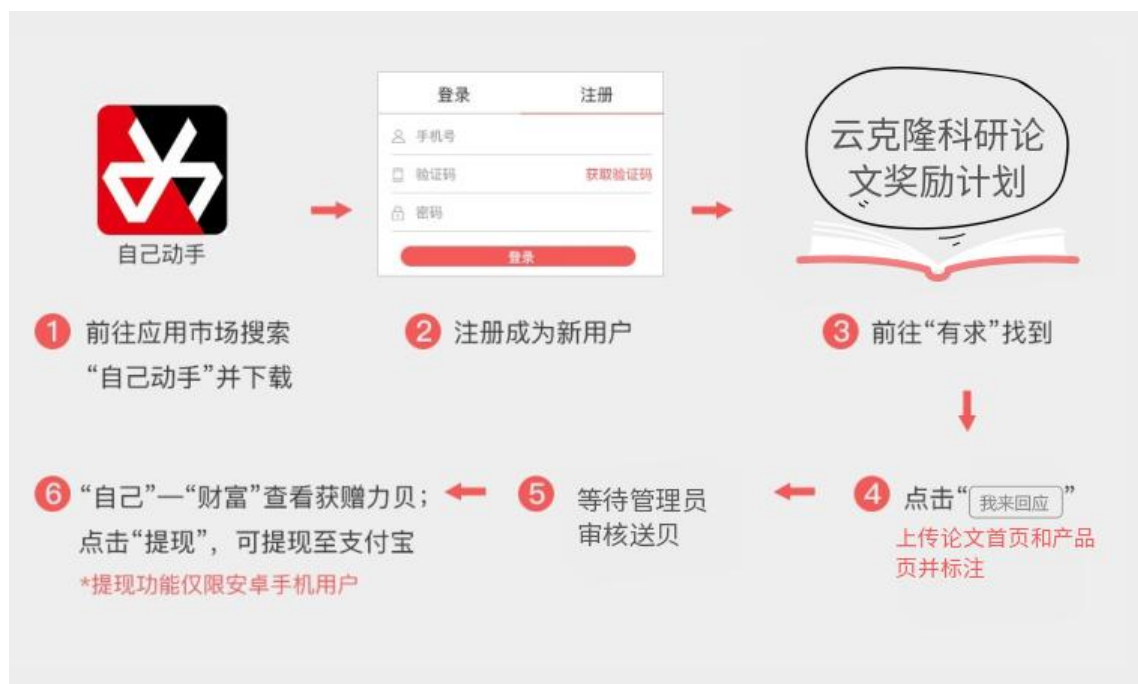 自己动手
登录 注册
手机号
验证码 获取验证码
密码
登录
云克隆科研论
文奖励计划
1 前往应用市场搜索
“自己动手”并下载
2 注册成为新用户
3 前往“有求”找到
4 点击“我来回应”
上传论文首页和产品
页并标注
5 等待管理员
审核送贝
6 “自己”—“财富”查看获赠力贝；
点击“提现”，可提现至支付宝
*提现功能仅限安卓手机用户